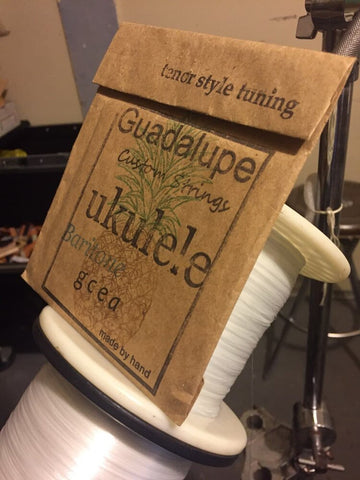 tenor style tuning
Guadalupe
Custom Strings
ukulele
Baritone
g c e a
made by hand